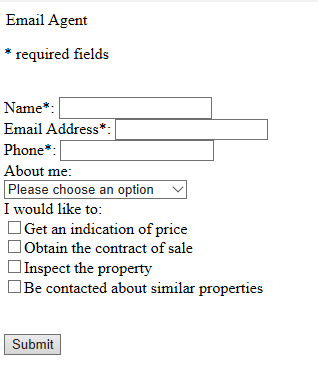 Email Agent
* required fields
Name*:
Email Address*:
Phone*:
About me:
Please choose an option
I would like to:
Get an indication of price
Obtain the contract of sale
Inspect the property
Be contacted about similar properties
Submit